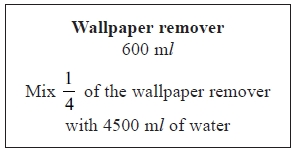 Wallpaper remover
600 ml
Mix 1/4 of the wallpaper remover
with 4500 ml of water